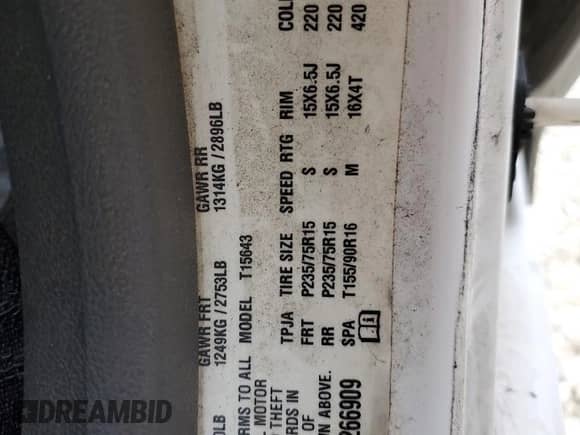 GAWR FRT GAWR RR
0LB 1249KG / 2753LB 1314KG / 2896LB
RMS TO ALL MODEL T15643
MOTOR
THEFT TPJA TIRE SIZE SPEED RTG RIM COL
RDS IN FRT P235/75R15 S 15X6.5J 220
OF RR P235/75R15 S 15X6.5J 220
WN ABOVE. SPA T155/90R16 M 16X4T 420
266909
DREAMBID